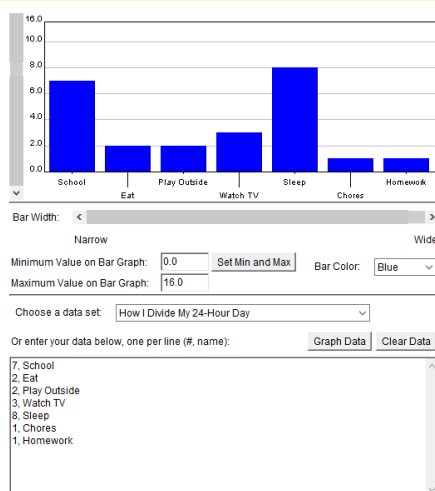 16.0
10.0
8.0
6.0
4.0
2.0
0.0
School Play Outside Sleep Homework
Eat Watch TV Chores
Bar Width:
Narrow Wide
Minimum Value on Bar Graph: 0.0 Set Min and Max
Maximum Value on Bar Graph: 16.0
Bar Color: Blue
Choose a data set: How I Divide My 24-Hour Day
Or enter your data below, one per line (#, name): Graph Data Clear Data
7, School
2, Eat
2, Play Outside
3, Watch TV
8, Sleep
1, Chores
1, Homework